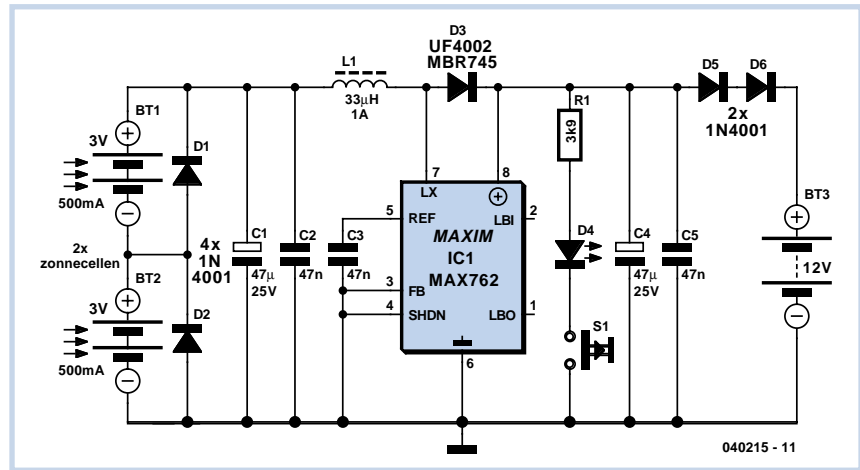 D3
UF4002
MBR745
L1
33µH
1A
D5
D6
2x
1N4001
R1
3k9
BT1
3V
500mA
D1
2x
zonnecellen
4x
1N
4001
BT2
3V
500mA
D2
C1
47µ
25V
C2
47n
C3
47n
7
LX
8
5
REF
LBI
2
MAXIM
IC1
MAX762
3
FB
4
SHDN
LBO
1
6
D4
S1
C4
47µ
25V
C5
47n
BT3
12V
040215 - 11